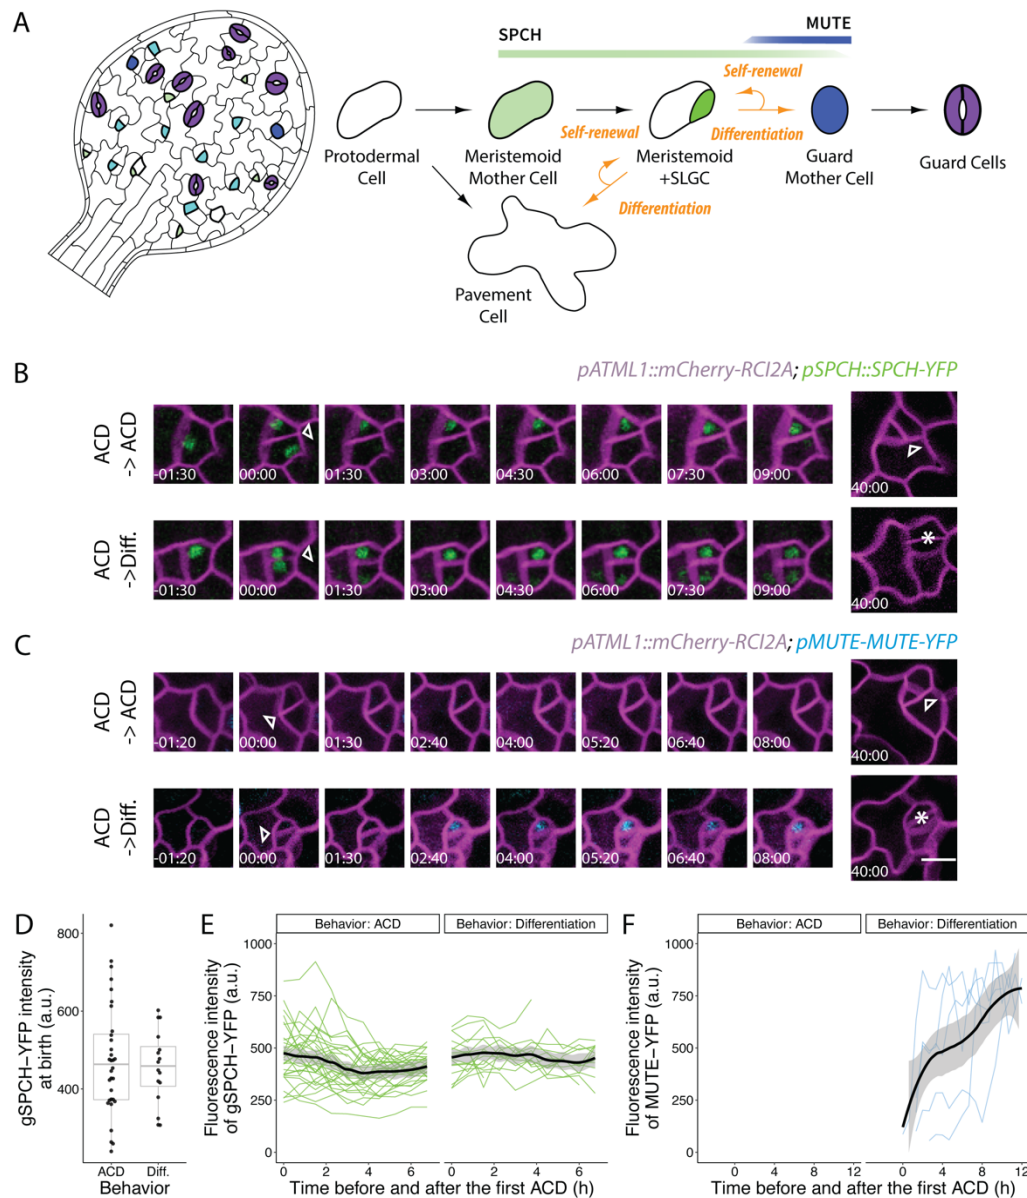 A
SPCH
MUTE
Self-renewal
Self-renewal
Differentiation
Differentiation
Protodermal
Cell
Meristemoid
Mother Cell
Meristemoid
+SLGC
Guard
Mother Cell
Guard Cells
Pavement
Cell
B
pATML1::mCherry-RCI2A; pSPCH::SPCH-YFP
ACD
-> ACD
-01:30 00:00 01:30 03:00 04:30 06:00 07:30 09:00 40:00
ACD
->Diff.
-01:30 00:00 01:30 03:00 04:30 06:00 07:30 09:00 40:00
*
C
pATML1::mCherry-RCI2A; pMUTE-MUTE-YFP
ACD
-> ACD
-01:20 00:00 01:30 02:40 04:00 05:20 06:40 08:00 40:00
ACD
->Diff.
-01:20 00:00 01:30 02:40 04:00 05:20 06:40 08:00 40:00
*
D
gSPCH–YFP intensity
at birth (a.u.)
800
600
400
ACD Diff.
Behavior
E
Behavior: ACD
Behavior: Differentiation
Fluorescence intensity
of gSPCH–YFP (a.u.)
1000
750
500
250
0
0 2 4 6
0 2 4 6
Time before and after the first ACD (h)
F
Behavior: ACD
Behavior: Differentiation
Fluorescence intensity
of MUTE–YFP (a.u.)
1000
750
500
250
0
0 4 8 12
0 4 8 12
Time before and after the first ACD (h)